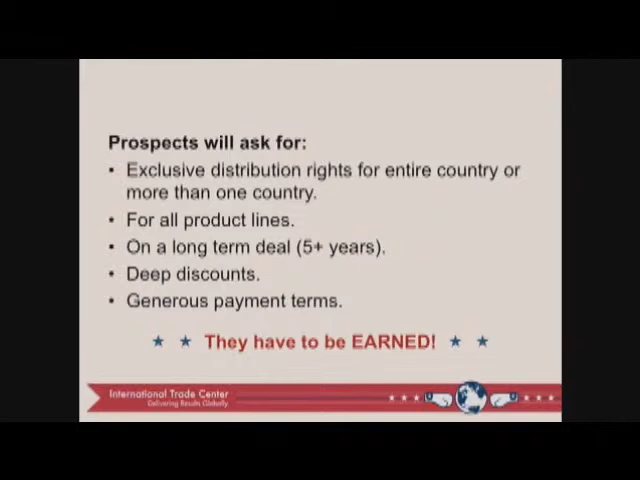 Prospects will ask for:
• Exclusive distribution rights for entire country or
more than one country.
• For all product lines.
• On a long term deal (5+ years).
• Deep discounts.
• Generous payment terms.
★ ★ They have to be EARNED! ★ ★
International Trade Center
Delivering Results Globally